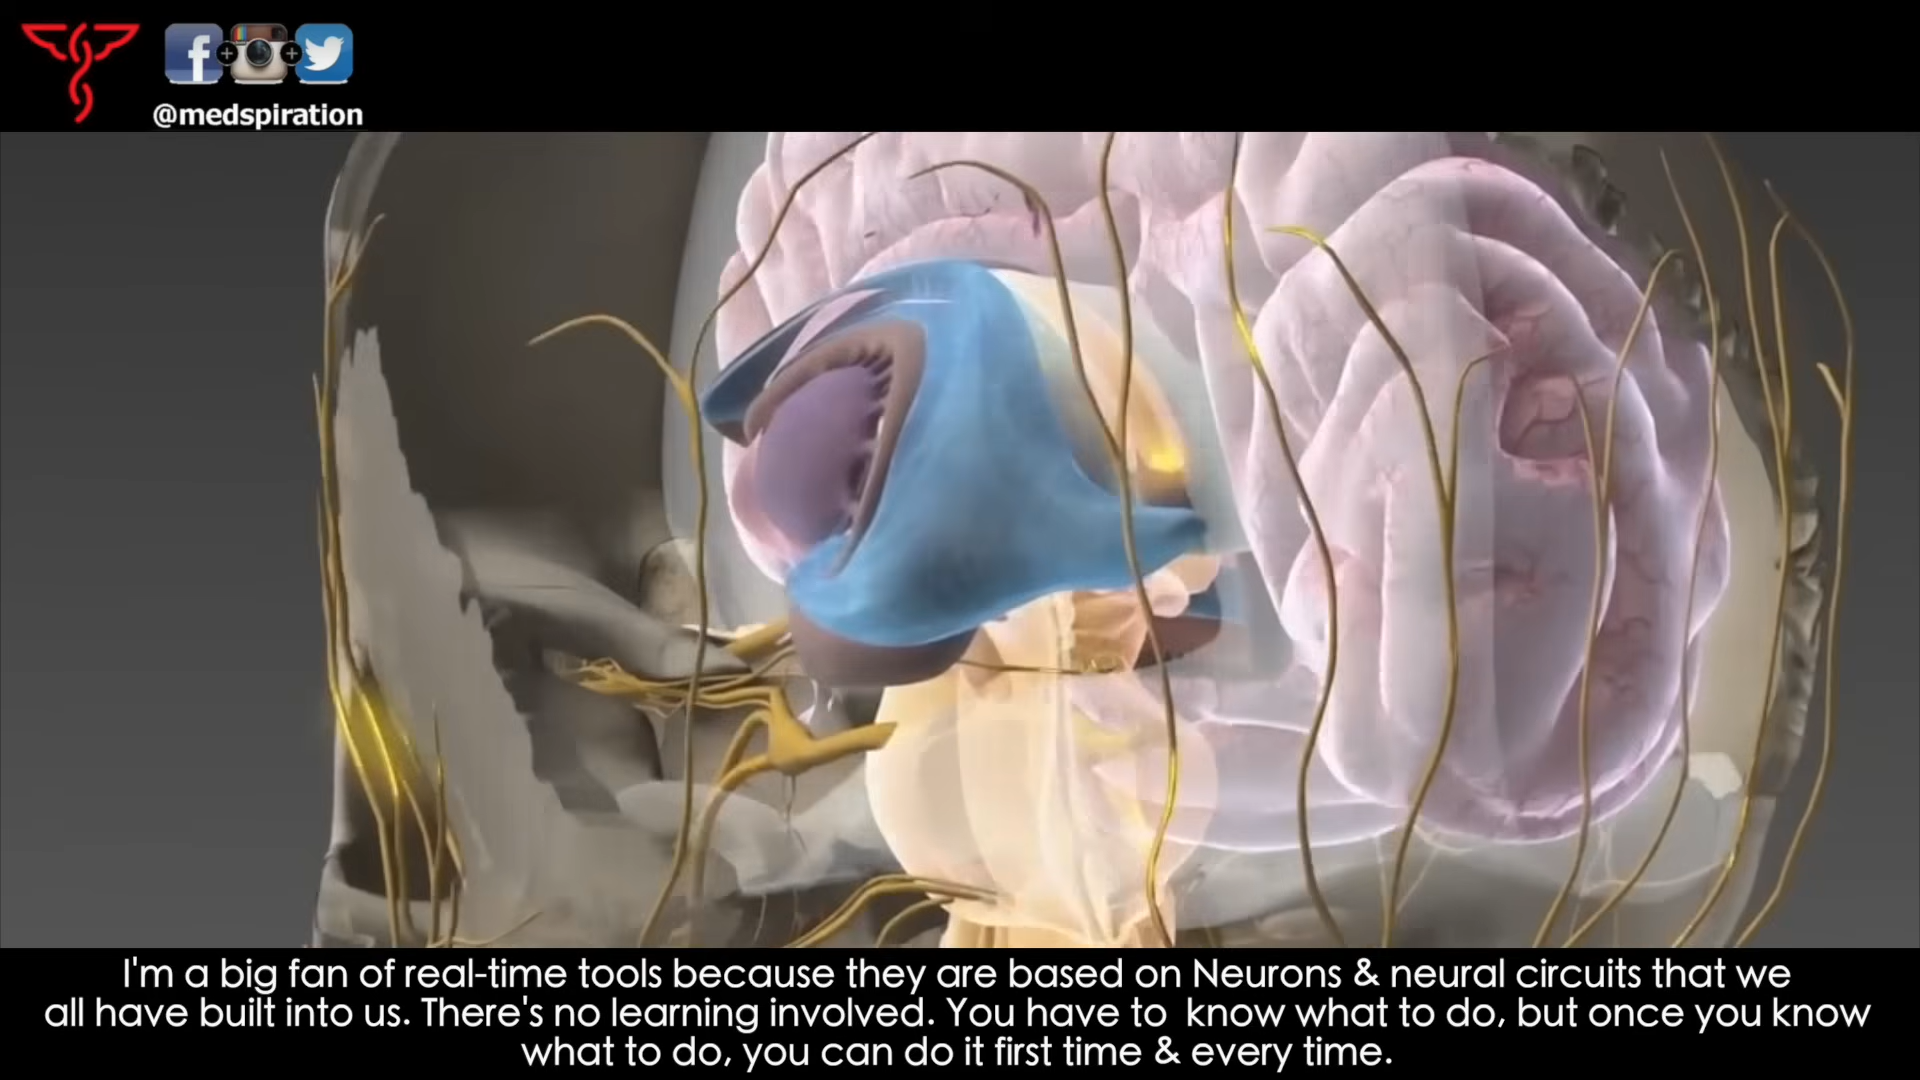 @medspiration
I'm a big fan of real-time tools because they are based on Neurons & neural circuits that we
all have built into us. There's no learning involved. You have to know what to do, but once you know
what to do, you can do it first time & every time.